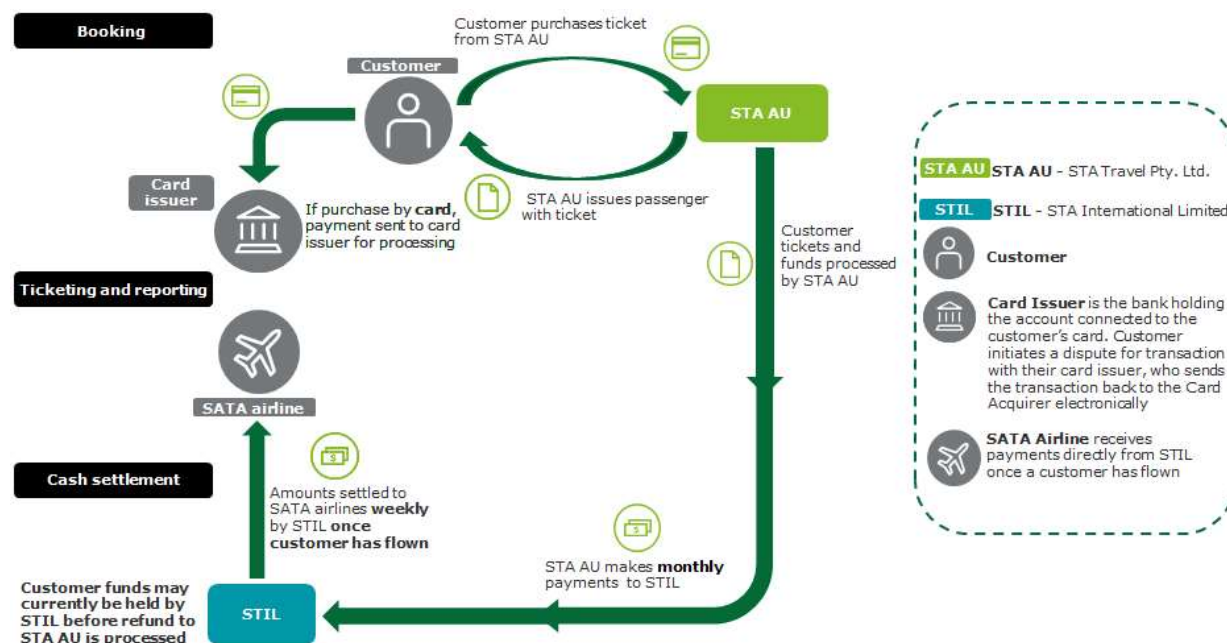 Booking
Customer purchases ticket
from STA AU
Customer
STA AU
Card
issuer
If purchase by card,
payment sent to card
issuer for processing
STA AU issues passenger
with ticket
Customer
tickets and
funds processed
by STA AU
Ticketing and reporting
SATA airline
Cash settlement
Amounts settled to
SATA airlines weekly
by STIL once
customer has flown
STA AU makes monthly
payments to STIL
Customer funds may
currently be held by
STIL before refund to
STA AU is processed
STIL
STA AU STA AU - STA Travel Pty. Ltd.
STIL STIL - STA International Limited
Customer
Card Issuer is the bank holding
the account connected to the
customer's card. Customer
initiates a dispute for transaction
with their card issuer, who sends
the transaction back to the Card
Acquirer electronically
SATA Airline receives
payments directly from STIL
once a customer has flown